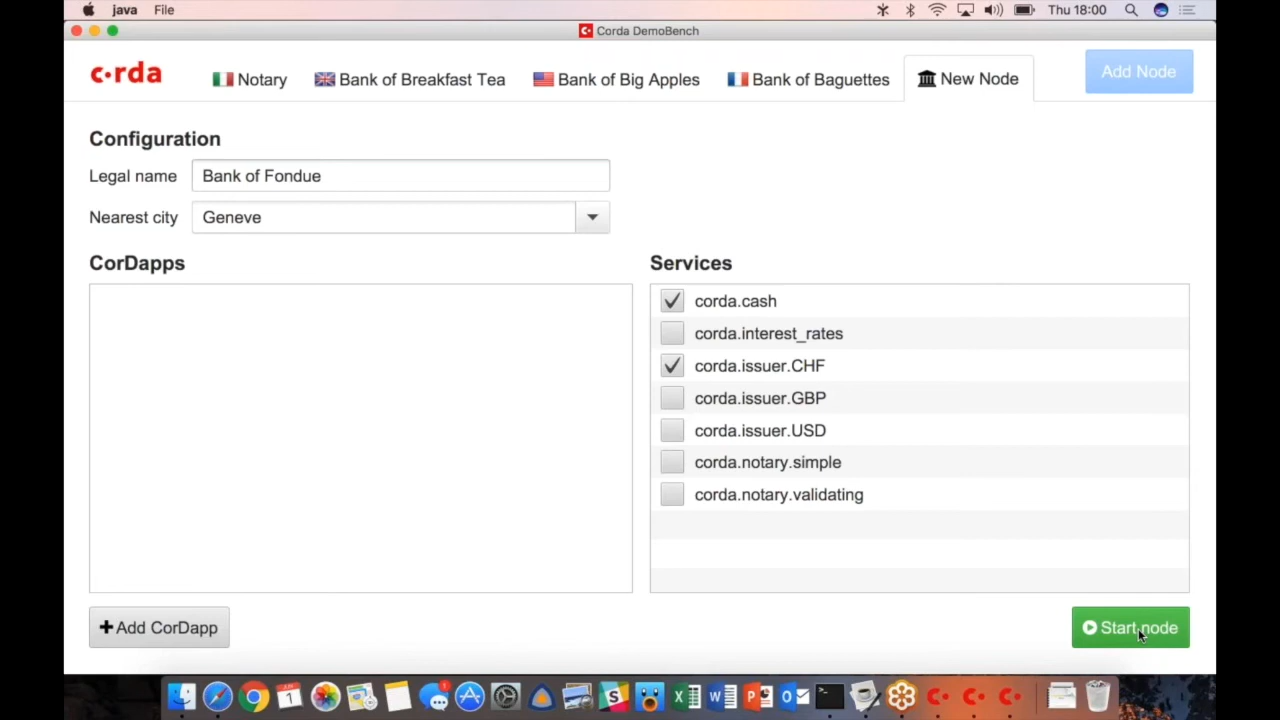 java File Thu 18:00
Corda DemoBench
c·rda Notary Bank of Breakfast Tea Bank of Big Apples Bank of Baguettes New Node Add Node
Configuration
Legal name Bank of Fondue
Nearest city Geneve
CorDapps Services
corda.cash
corda.interest_rates
corda.issuer.CHF
corda.issuer.GBP
corda.issuer.USD
corda.notary.simple
corda.notary.validating
Add CorDapp Start node